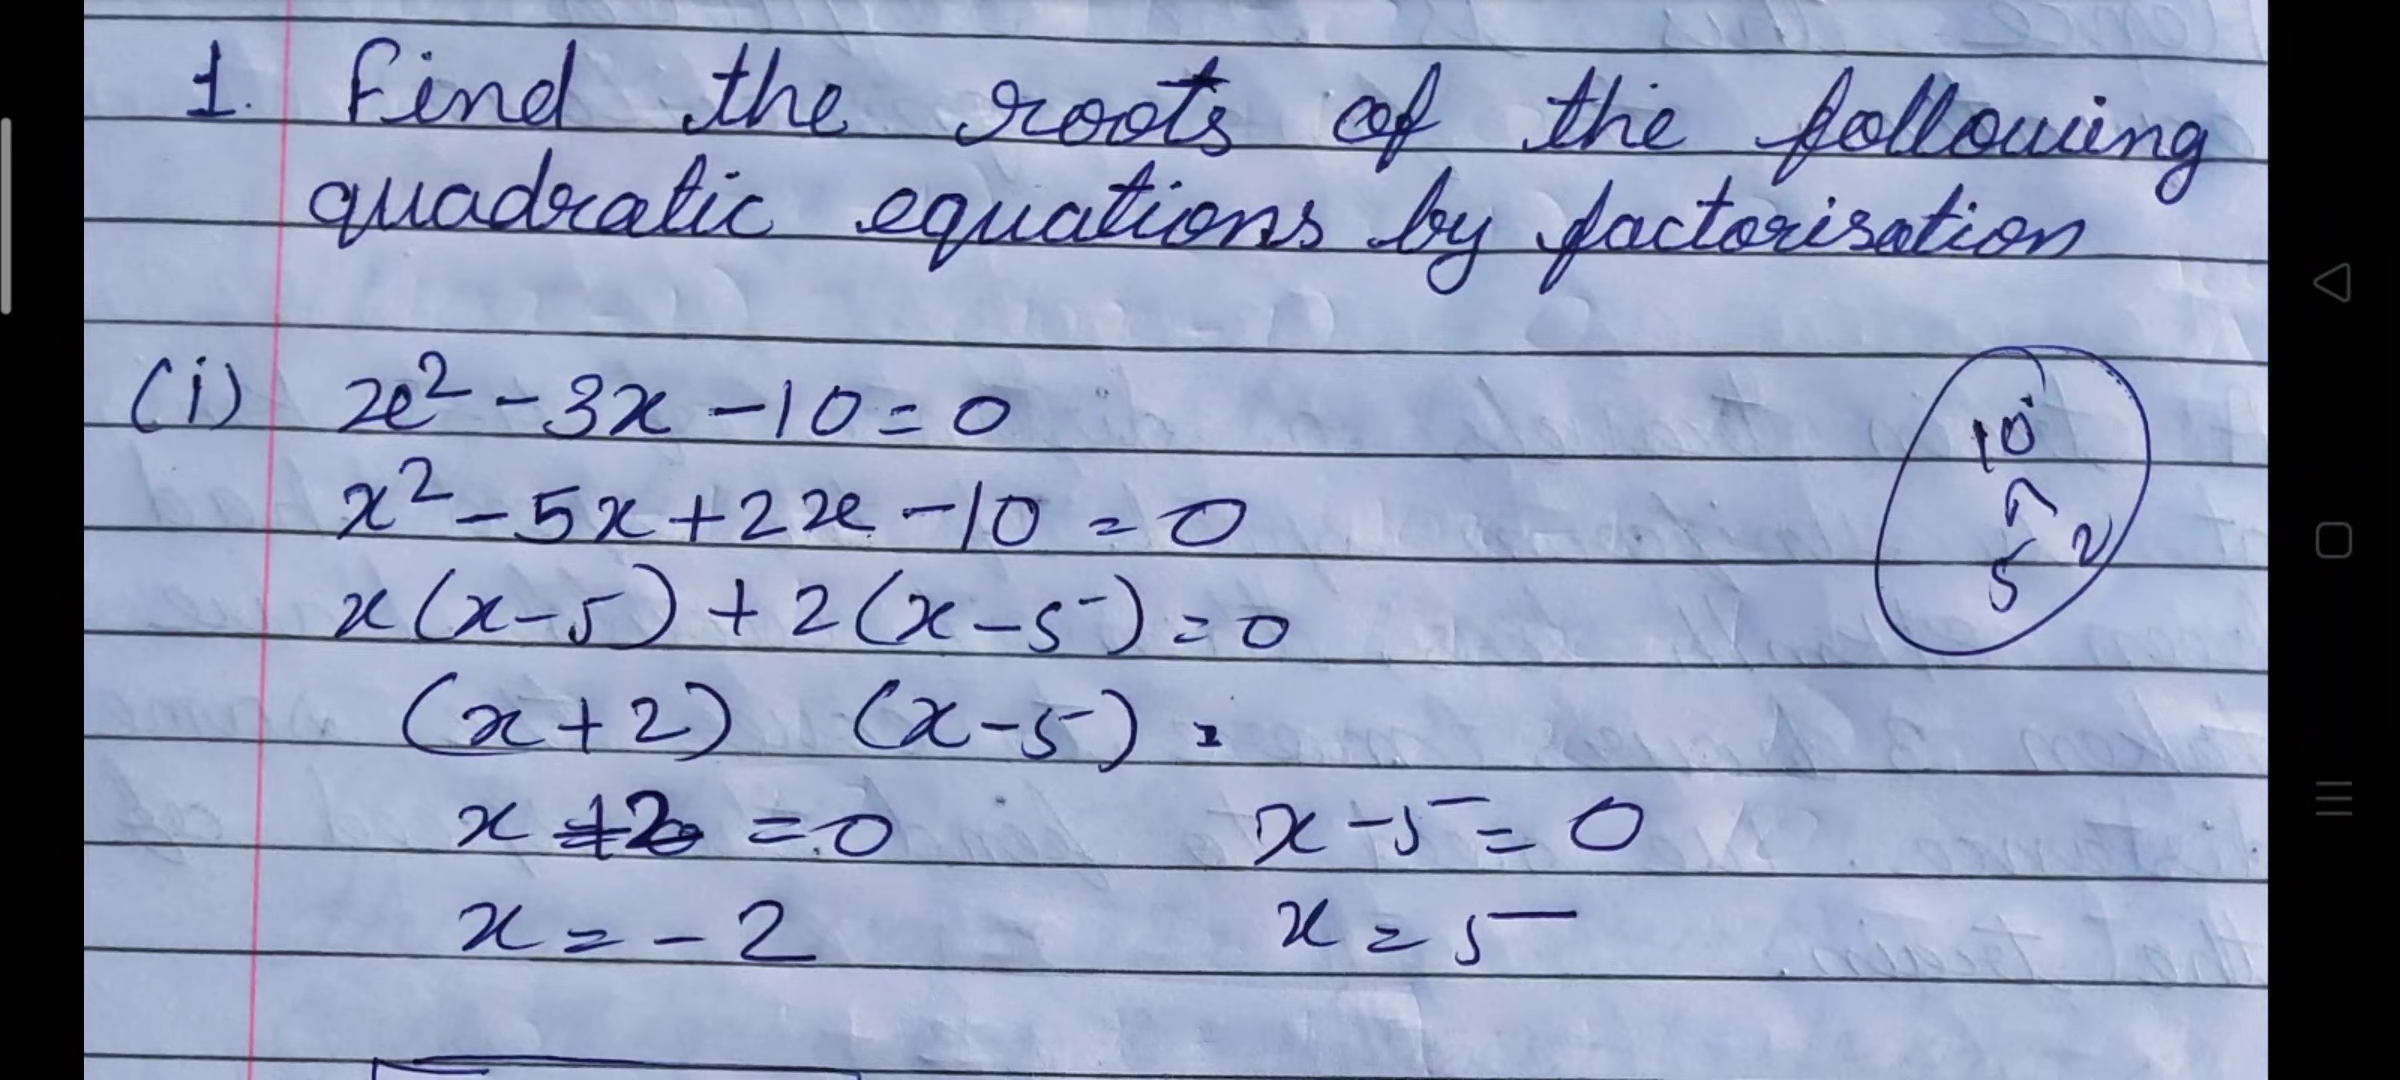 1. Find the roots of the following
quadratic equations by factorisation
(i) x² - 3x - 10 = 0
x² - 5x + 2x - 10 = 0
x(x-5) + 2(x-5) = 0
(x+2) (x-5) =
x +2 = 0 x-5 = 0
x = -2 x = 5
10
5 2